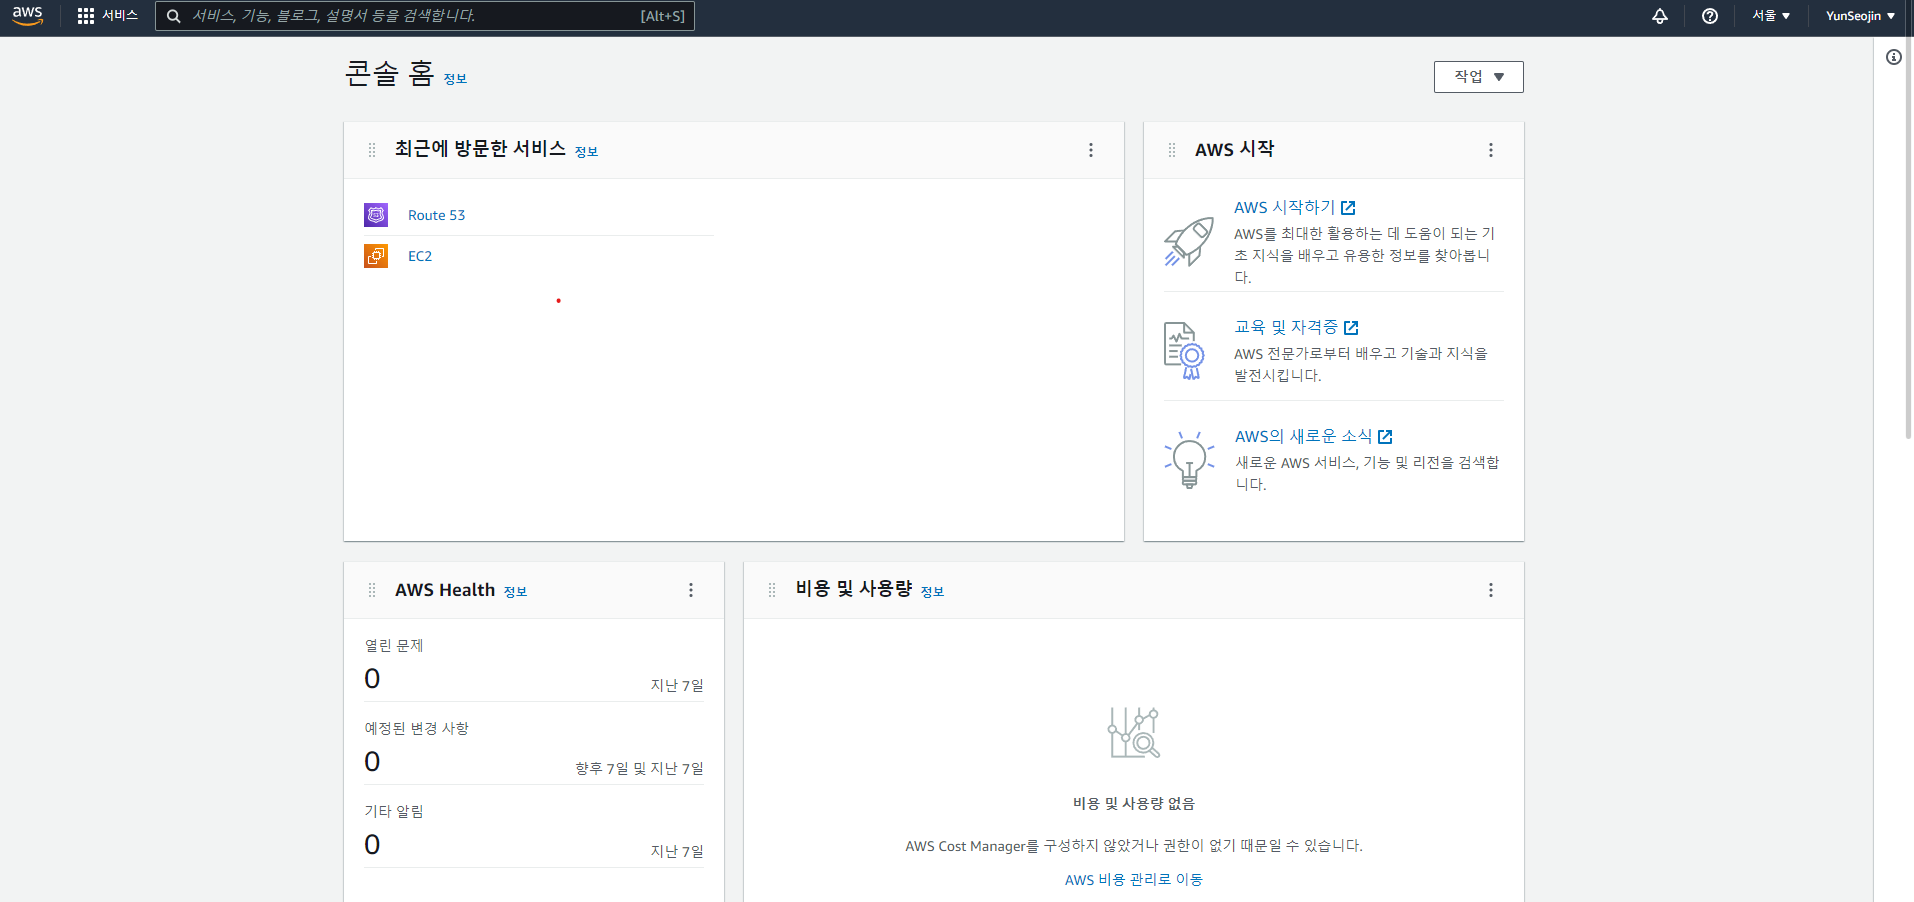 aws
서비스
서비스, 기능, 블로그, 설명서 등을 검색합니다.
[Alt+S]
서울 ▼
YunSeojin ▼
콘솔 홈 정보
작업 ▼
최근에 방문한 서비스 정보
Route 53
EC2
AWS 시작
AWS 시작하기
AWS를 최대한 활용하는 데 도움이 되는 기
초 지식을 배우고 유용한 정보를 찾아봅니
다.
교육 및 자격증
AWS 전문가로부터 배우고 기술과 지식을
발전시킵니다.
AWS의 새로운 소식
새로운 AWS 서비스, 기능 및 리전을 검색합
니다.
AWS Health 정보
열린 문제
0
지난 7일
예정된 변경 사항
0
향후 7일 및 지난 7일
기타 알림
0
지난 7일
비용 및 사용량 정보
비용 및 사용량 없음
AWS Cost Manager를 구성하지 않았거나 권한이 없기 때문일 수 있습니다.
AWS 비용 관리로 이동